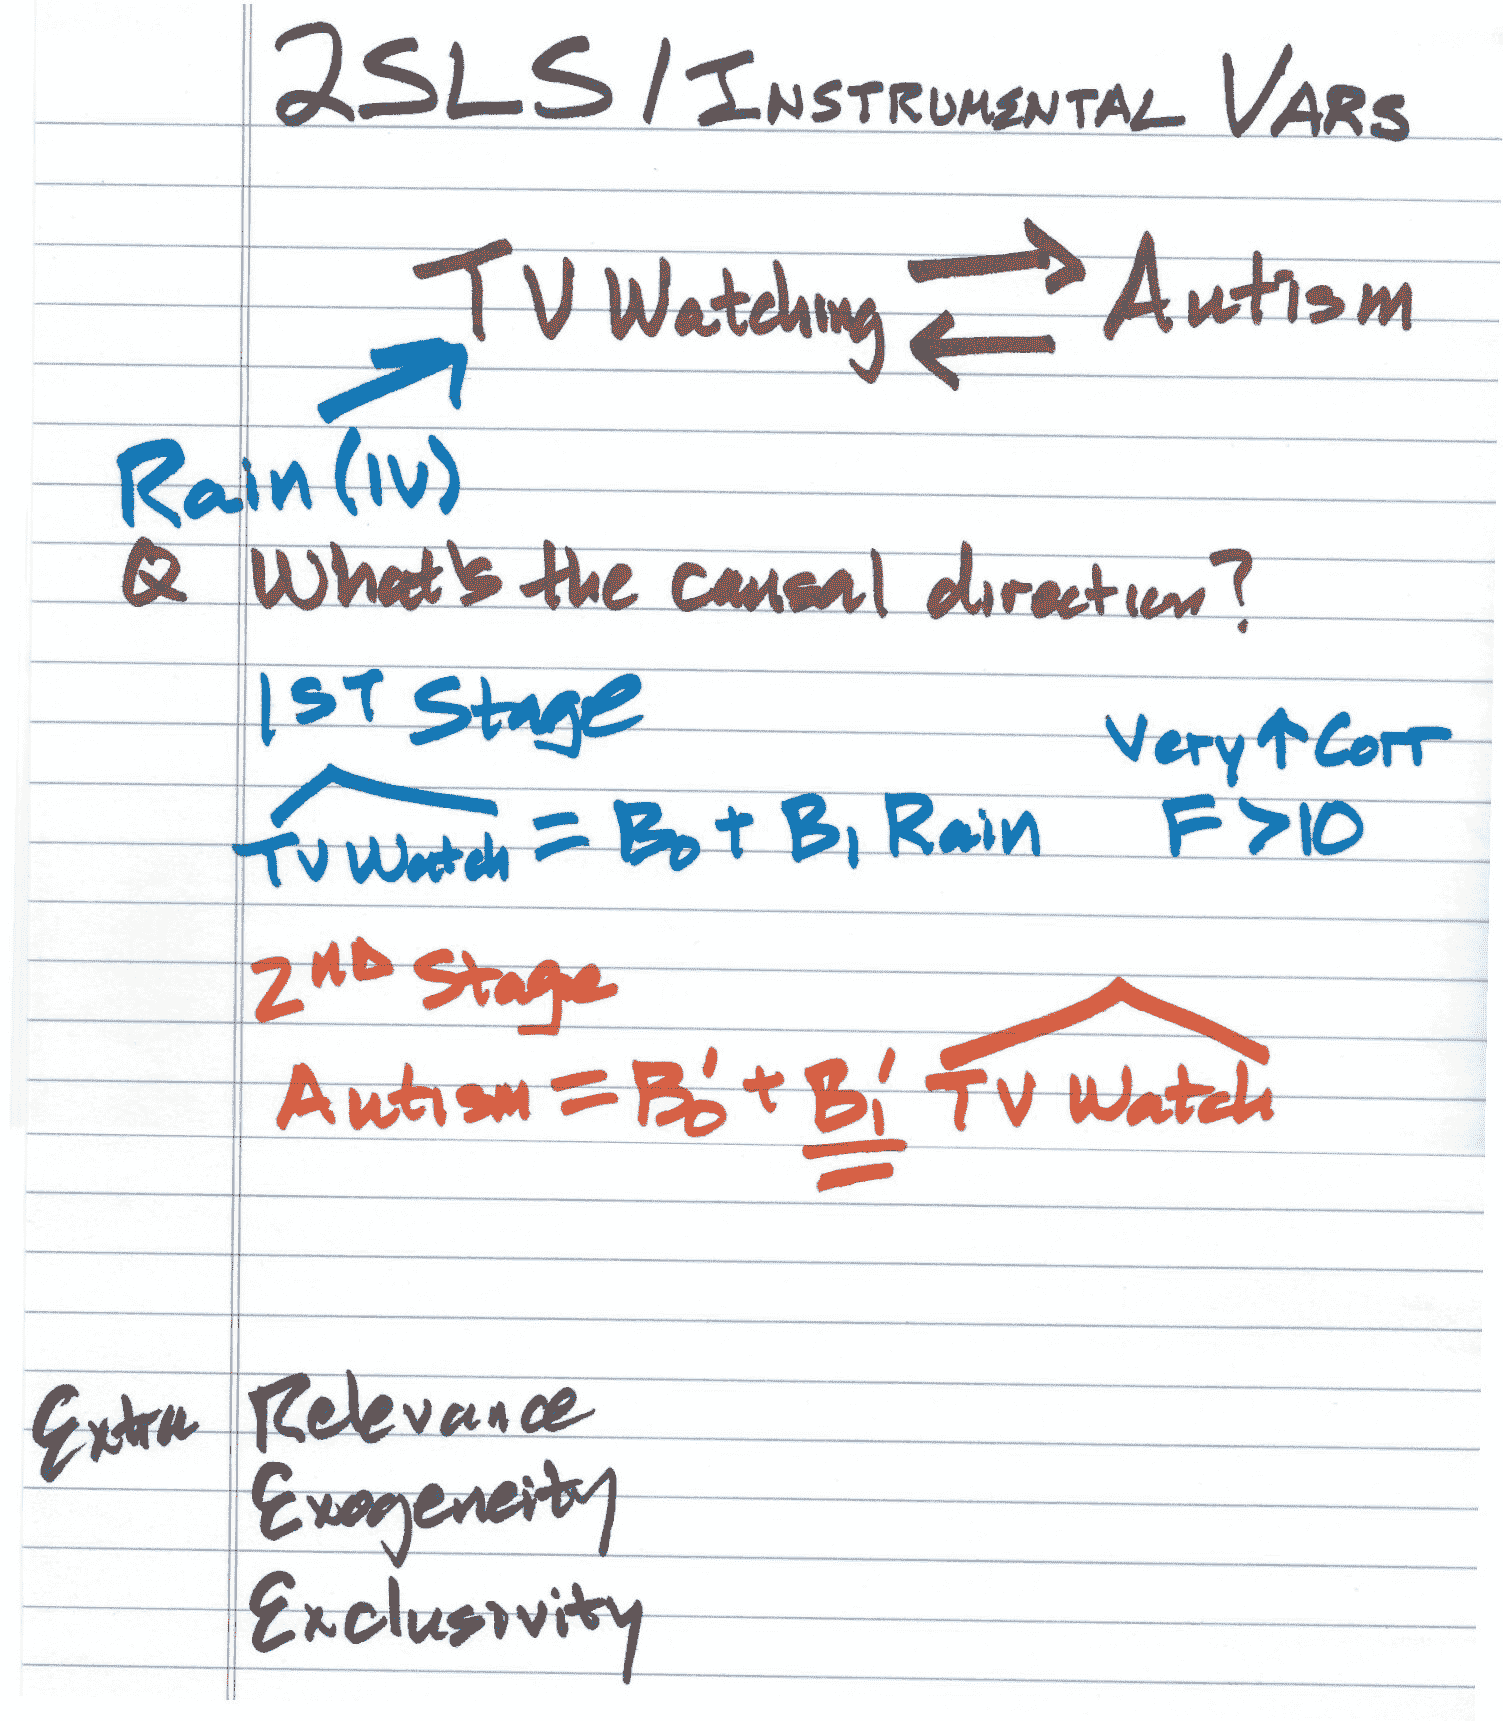 2SLS / INSTRUMENTAL VARS
TV Watching → Autism
←
Rain (IV)
Q What's the causal direction?
1ST Stage
Very ↑ Corr
TV Watch = B0 + B1 Rain F > 10
2ND Stage
Autism = B0' + B1' TV Watch
Extra Relevance
Exogeneity
Exclusivity